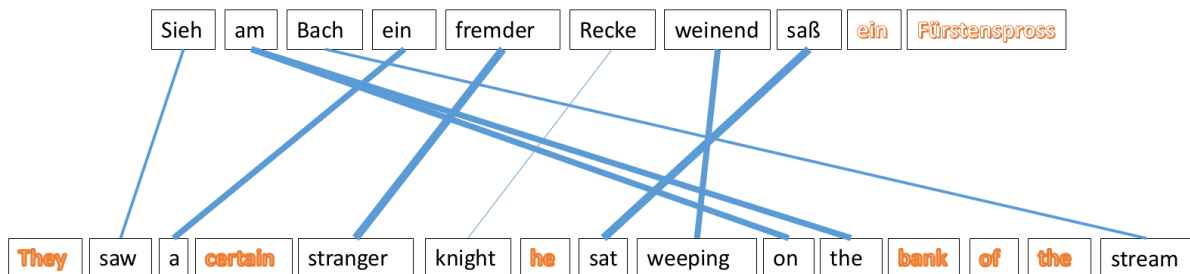 Sieh am Bach ein fremder Recke weinend saß ein Fürstenspross
They saw a certain stranger knight he sat weeping on the bank of the stream